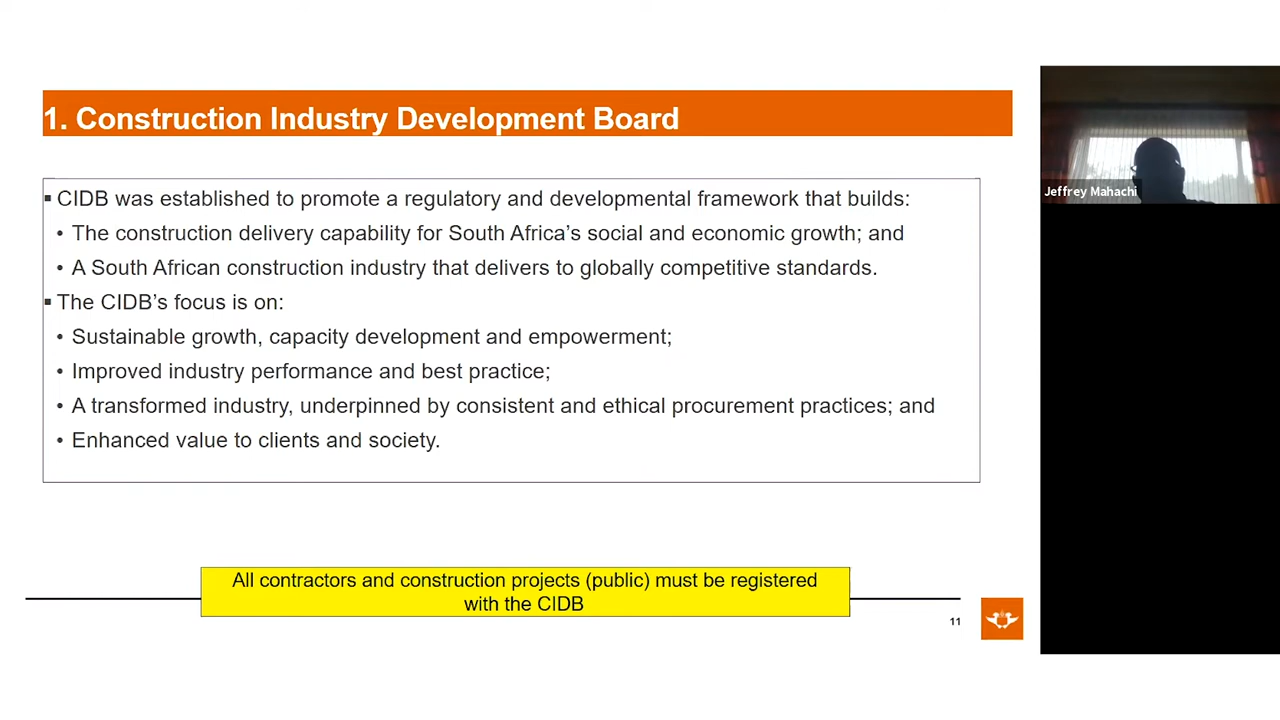 1. Construction Industry Development Board
▪ CIDB was established to promote a regulatory and developmental framework that builds:
• The construction delivery capability for South Africa’s social and economic growth; and
• A South African construction industry that delivers to globally competitive standards.
▪ The CIDB’s focus is on:
• Sustainable growth, capacity development and empowerment;
• Improved industry performance and best practice;
• A transformed industry, underpinned by consistent and ethical procurement practices; and
• Enhanced value to clients and society.
All contractors and construction projects (public) must be registered
with the CIDB
11
Jeffrey Mahachi